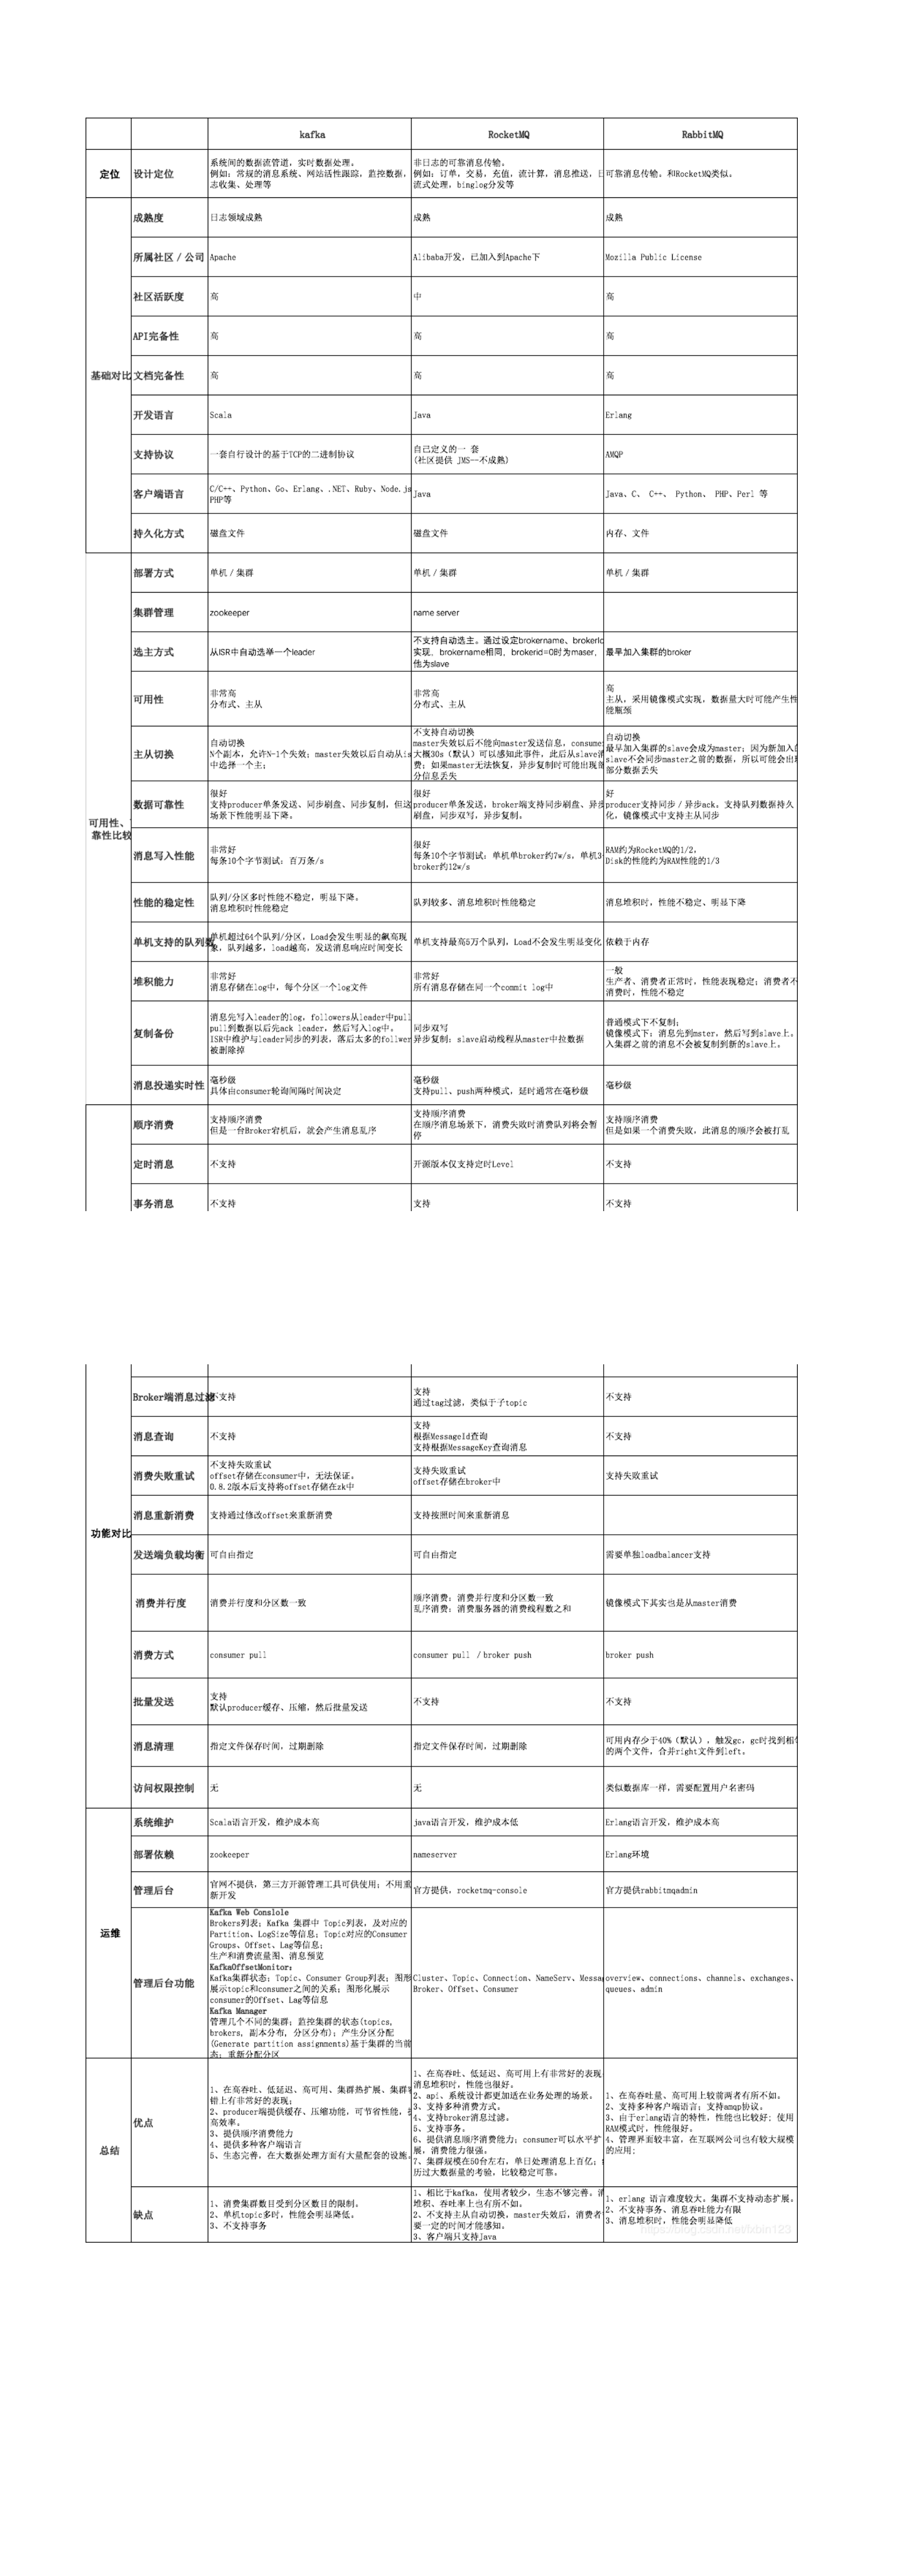 kafka
RocketMQ
RabbitMQ
定位
设计定位
系统间的数据流管道，实时数据处理。
例如：常规的消息系统、网站活性跟踪，监控数据，
志收集、处理等
非日志的可靠消息传输。
例如：订单，交易，充值，流计算，消息推送，
流式处理，binglog分发等
可靠消息传输。和RocketMQ类似。
基础对比
成熟度
日志领域成熟
成熟
成熟
所属社区／公司
Apache
Alibaba开发，已加入到Apache下
Mozilla Public License
社区活跃度
高
中
高
API完备性
高
高
高
文档完备性
高
高
高
开发语言
Scala
Java
Erlang
支持协议
一套自行设计的基于TCP的二进制协议
自己定义的一 套
(社区提供 JMS--不成熟)
AMQP
客户端语言
C/C++、Python、Go、Erlang、.NET、Ruby、Node.js
PHP等
Java
Java、C、 C++、 Python、 PHP、Perl 等
持久化方式
磁盘文件
磁盘文件
内存、文件
可用性、
靠性比较
部署方式
单机／集群
单机／集群
单机／集群
集群管理
zookeeper
name server
选主方式
从ISR中自动选举一个leader
不支持自动选主。通过设定brokername、brokerId
实现，brokername相同，brokerid=0时为maser，
他为slave
最早加入集群的broker
可用性
非常高
分布式、主从
非常高
分布式、主从
高
主从，采用镜像模式实现，数据量大时可能产生性
能瓶颈
主从切换
自动切换
N个副本，允许N-1个失效；master失效以后自动从is
中选择一个主；
不支持自动切换
master失效以后不能向master发送信息，consumer
大概30s（默认）可以感知此事件，此后从slave消
费；如果master无法恢复，异步复制时可能出现部
分信息丢失
自动切换
最早加入集群的slave会成为master；因为新加入的
slave不会同步master之前的数据，所以可能会出现
部分数据丢失
数据可靠性
很好
支持producer单条发送、同步刷盘、同步复制，但这
场景下性能明显下降。
很好
producer单条发送，broker端支持同步刷盘、异步
刷盘，同步双写，异步复制。
好
producer支持同步／异步ack。支持队列数据持久
化，镜像模式中支持主从同步
消息写入性能
非常好
每条10个字节测试：百万条/s
很好
每条10个字节测试：单机单broker约7w/s，单机3
broker约12w/s
RAM约为RocketMQ的1/2，
Disk的性能约为RAM性能的1/3
性能的稳定性
队列/分区多时性能不稳定，明显下降。
消息堆积时性能稳定
队列较多、消息堆积时性能稳定
消息堆积时，性能不稳定、明显下降
单机支持的队列数
单机超过64个队列/分区，Load会发生明显的飙高现
象，队列越多，load越高，发送消息响应时间变长
单机支持最高5万个队列，Load不会发生明显变化
依赖于内存
堆积能力
非常好
消息存储在log中，每个分区一个log文件
非常好
所有消息存储在同一个commit log中
一般
生产者、消费者正常时，性能表现稳定；消费者不
消费时，性能不稳定
复制备份
消息先写入leader的log，followers从leader中pull
pull到数据以后先ack leader，然后写入log中。
ISR中维护与leader同步的列表，落后太多的follwer
被删除掉
同步双写
异步复制：slave启动线程从master中拉数据
普通模式下不复制；
镜像模式下：消息先到mster，然后写到slave上。
入集群之前的消息不会被复制到新的slave上。
消息投递实时性
毫秒级
具体由consumer轮询间隔时间决定
毫秒级
支持pull、push两种模式，延时通常在毫秒级
毫秒级
顺序消费
支持顺序消费
但是一台Broker宕机后，就会产生消息乱序
支持顺序消费
在顺序消息场景下，消费失败时消费队列将会暂
停
支持顺序消费
但是如果一个消费失败，此消息的顺序会被打乱
定时消息
不支持
开源版本仅支持定时Level
不支持
事务消息
不支持
支持
不支持
功能对比
Broker端消息过滤
不支持
支持
通过tag过滤，类似于子topic
不支持
消息查询
不支持
支持
根据MessageId查询
支持根据MessageKey查询消息
不支持
消费失败重试
不支持失败重试
offset存储在consumer中，无法保证。
0.8.2版本后支持将offset存储在zk中
支持失败重试
offset存储在broker中
支持失败重试
消息重新消费
支持通过修改offset来重新消费
支持按照时间来重新消息
发送端负载均衡
可自由指定
可自由指定
需要单独loadbalancer支持
消费并行度
消费并行度和分区数一致
顺序消费：消费并行度和分区数一致
乱序消费：消费服务器的消费线程数之和
镜像模式下其实也是从master消费
消费方式
consumer pull
consumer pull ／broker push
broker push
批量发送
支持
默认producer缓存、压缩，然后批量发送
不支持
不支持
消息清理
指定文件保存时间，过期删除
指定文件保存时间，过期删除
可用内存少于40%（默认），触发gc，gc时找到相邻
的两个文件，合并right文件到left。
访问权限控制
无
无
类似数据库一样，需要配置用户名密码
运维
系统维护
Scala语言开发，维护成本高
java语言开发，维护成本低
Erlang语言开发，维护成本高
部署依赖
zookeeper
nameserver
Erlang环境
管理后台
官网不提供，第三方开源管理工具可供使用；不用重
新开发
官方提供，rocketmq-console
官方提供rabbitmqadmin
管理后台功能
Kafka Web Conslole
Brokers列表；Kafka 集群中 Topic列表，及对应的
Partition、LogSize等信息；Topic对应的Consumer
Groups、Offset、Lag等信息；
生产和消费流量图、消息预览
KafkaOffsetMonitor：
Kafka集群状态；Topic、Consumer Group列表；图形
展示topic和consumer之间的关系；图形化展示
consumer的Offset、Lag等信息
Kafka Manager
管理几个不同的集群；监控集群的状态(topics,
brokers, 副本分布, 分区分布)；产生分区分配
(Generate partition assignments)基于集群的当前
态；重新分配分区
Cluster、Topic、Connection、NameServ、Messag
Broker、Offset、Consumer
overview、connections、channels、exchanges、
queues、admin
总结
优点
1、在高吞吐、低延迟、高可用、集群热扩展、集群容
错上有非常好的表现；
2、producer端提供缓存、压缩功能，可节省性能，提
高效率。
3、提供顺序消费能力
4、提供多种客户端语言
5、生态完善，在大数据处理方面有大量配套的设施。
1、在高吞吐、低延迟、高可用上有非常好的表现
消息堆积时，性能也很好。
2、api、系统设计都更加适在业务处理的场景。
3、支持多种消费方式。
4、支持broker消息过滤。
5、支持事务。
6、提供消息顺序消费能力；consumer可以水平扩
展，消费能力很强。
7、集群规模在50台左右，单日处理消息上百亿；
历过大数据量的考验，比较稳定可靠。
1、在高吞吐量、高可用上较前两者有所不如。
2、支持多种客户端语言；支持amqp协议。
3、由于erlang语言的特性，性能也比较好；使用
RAM模式时，性能很好。
4、管理界面较丰富，在互联网公司也有较大规模
的应用；
缺点
1、消费集群数目受到分区数目的限制。
2、单机topic多时，性能会明显降低。
3、不支持事务
1、相比于kafka，使用者较少，生态不够完善。消
堆积、吞吐率上也有所不如。
2、不支持主从自动切换，master失效后，消费者
要一定的时间才能感知。
3、客户端只支持Java
1、erlang 语言难度较大。集群不支持动态扩展。
2、不支持事务、消息吞吐能力有限
3、消息堆积时，性能会明显降低